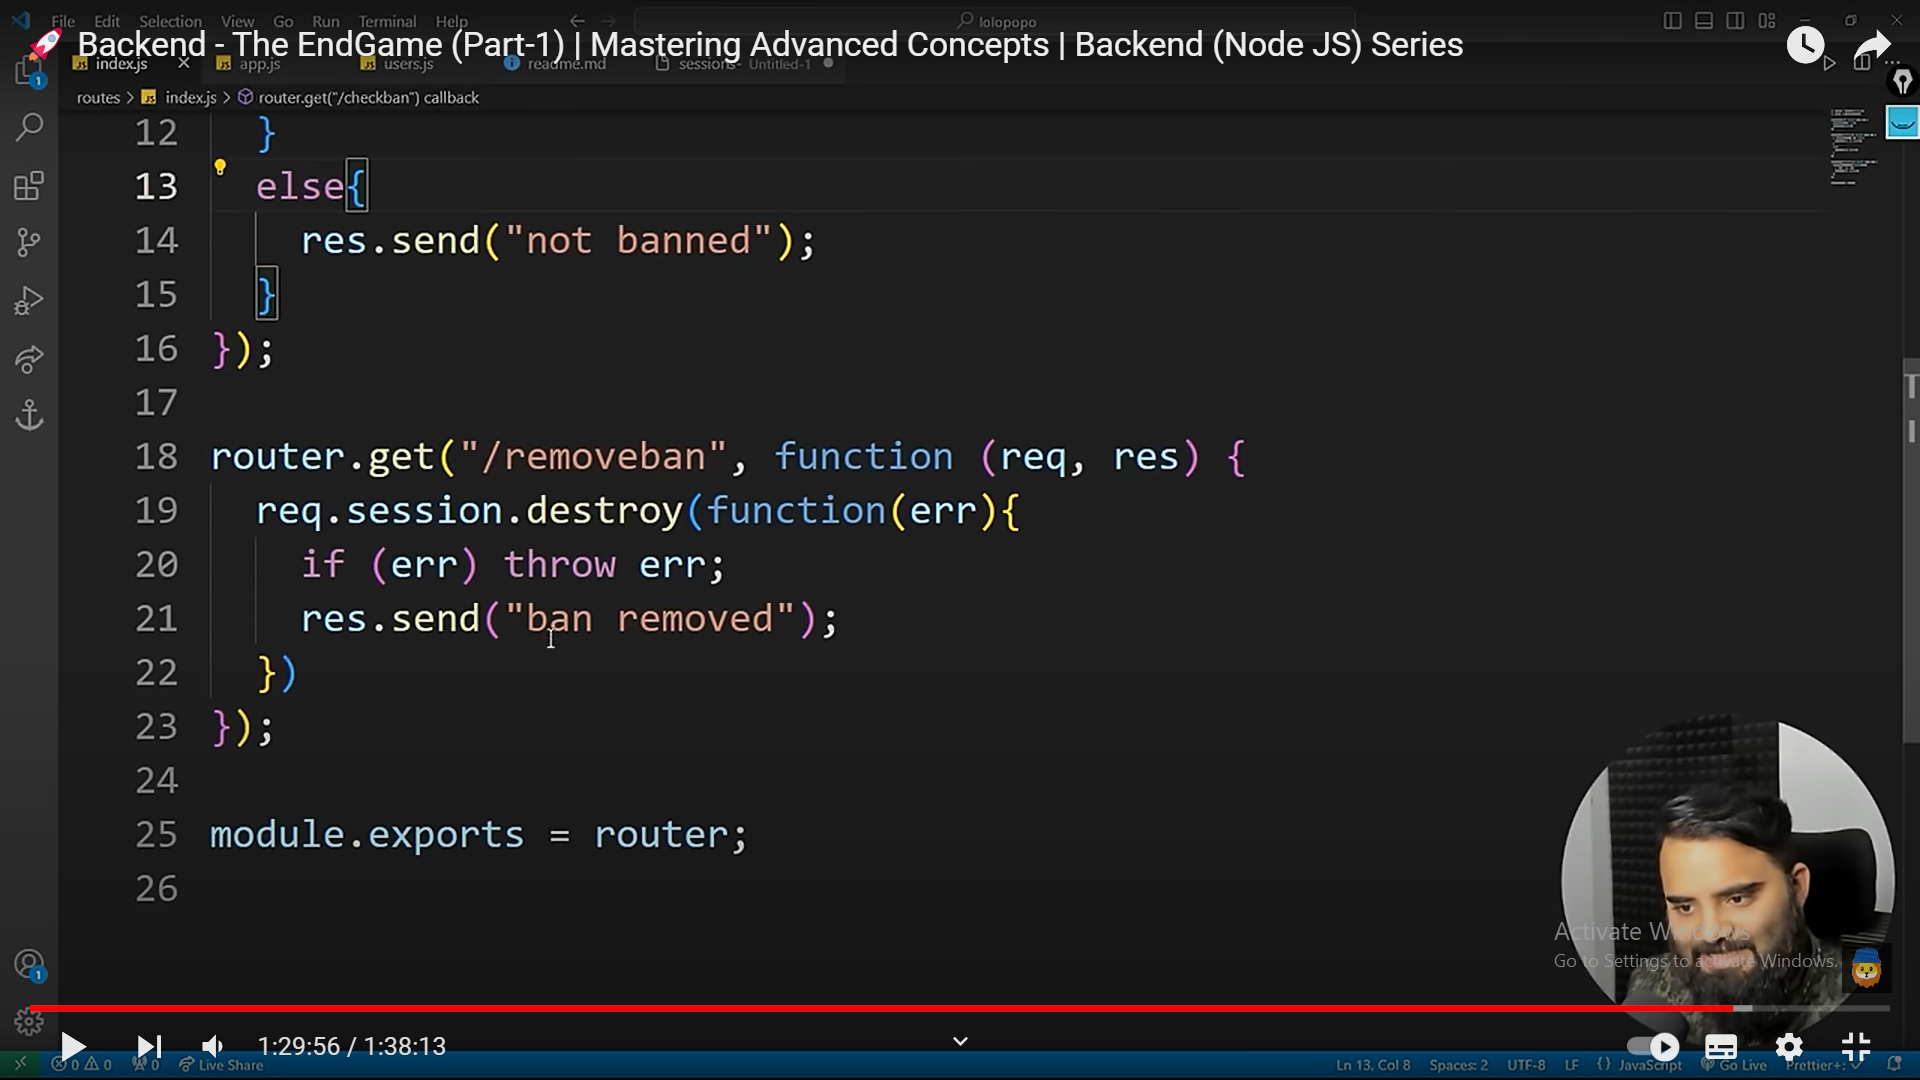 File Edit Selection View Go Run Terminal Help
lolopopo
🚀 Backend - The EndGame (Part-1) | Mastering Advanced Concepts | Backend (Node JS) Series
index.js app.js users.js readme.md sessions- Untitled-1
routes > index.js > router.get("/checkban") callback
12 }
13 else{
14 res.send("not banned");
15 }
16 });
17
18 router.get("/removeban", function (req, res) {
19 req.session.destroy(function(err){
20 if (err) throw err;
21 res.send("ban removed");
22 })
23 });
24
25 module.exports = router;
26
Activate Windows
Go to Settings to activate Windows.
1:29:56 / 1:38:13
0 0 0 Live Share Ln 13, Col 8 Spaces: 2 UTF-8 LF {} JavaScript Go Live Prettier+: